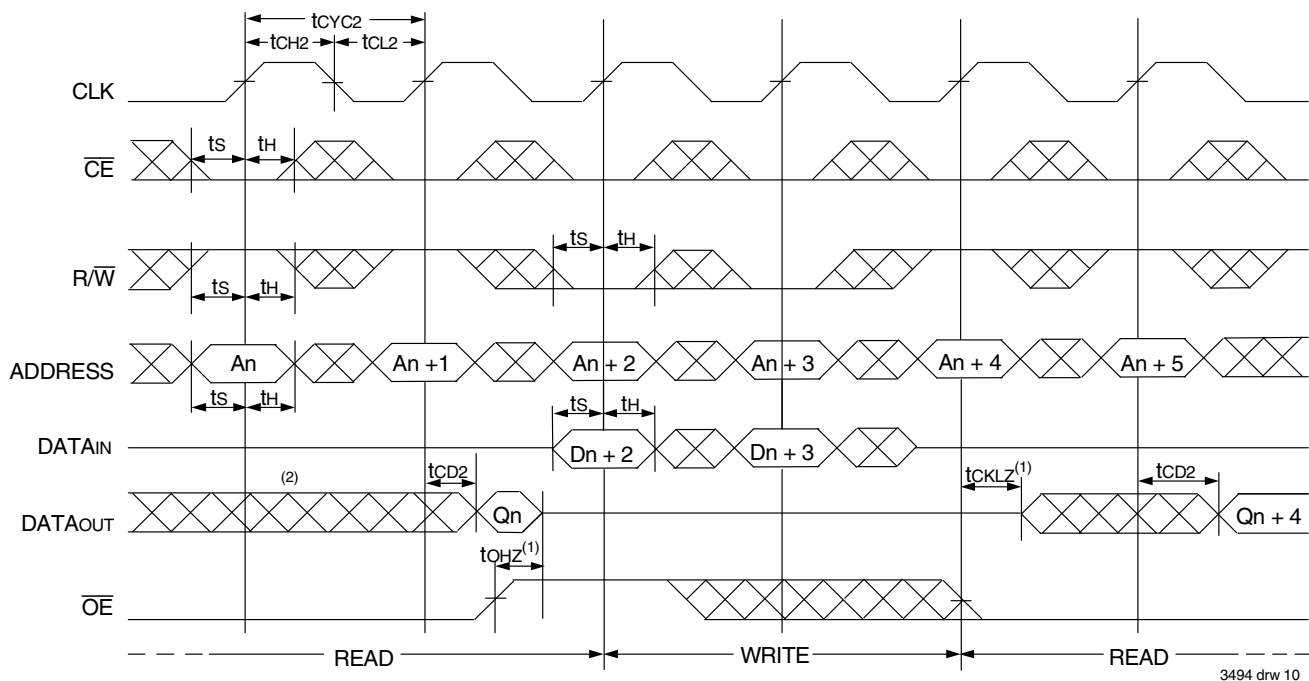 tCYC2
tCH2 tCL2
CLK
tS tH
CE
tS tH
R/W
tS tH
An An +1 An + 2 An + 3 An + 4 An + 5
ADDRESS
tS tH tS tH
DATAIN Dn + 2 Dn + 3
tCD2 tCKLZ(1) tCD2
(2)
DATAOUT Qn Qn + 4
tOHZ(1)
OE
READ WRITE READ
3494 drw 10